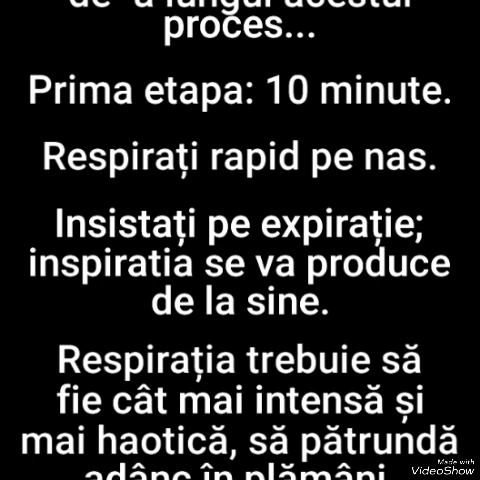 de-a lungul acestui
proces...
Prima etapa: 10 minute.
Respirați rapid pe nas.
Insistați pe expirație;
inspiratia se va produce
de la sine.
Respirația trebuie să
fie cât mai intensă și
mai haotică, să pătrundă
adânc în plămâni
Made with
VideoShow